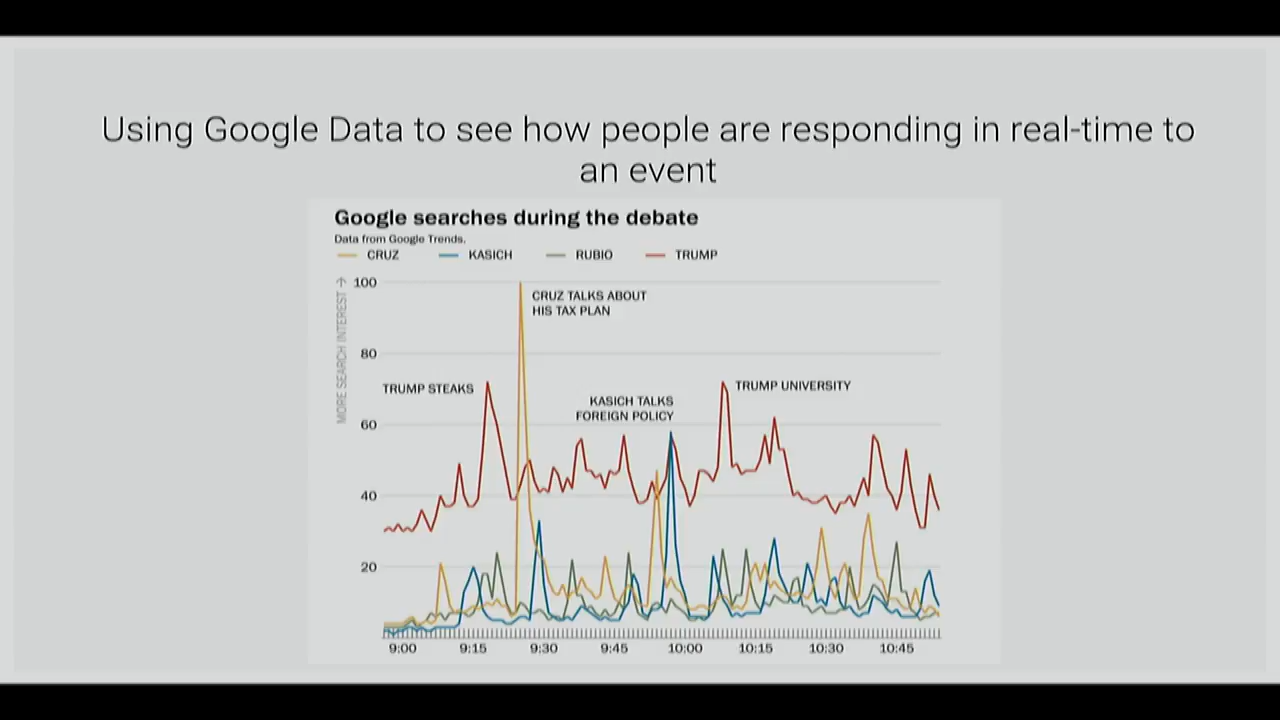 Using Google Data to see how people are responding in real-time to
an event
Google searches during the debate
Data from Google Trends.
CRUZ KASICH RUBIO TRUMP
MORE SEARCH INTEREST →
100
CRUZ TALKS ABOUT
HIS TAX PLAN
80
TRUMP STEAKS
TRUMP UNIVERSITY
KASICH TALKS
FOREIGN POLICY
60
40
20
9:00 9:15 9:30 9:45 10:00 10:15 10:30 10:45